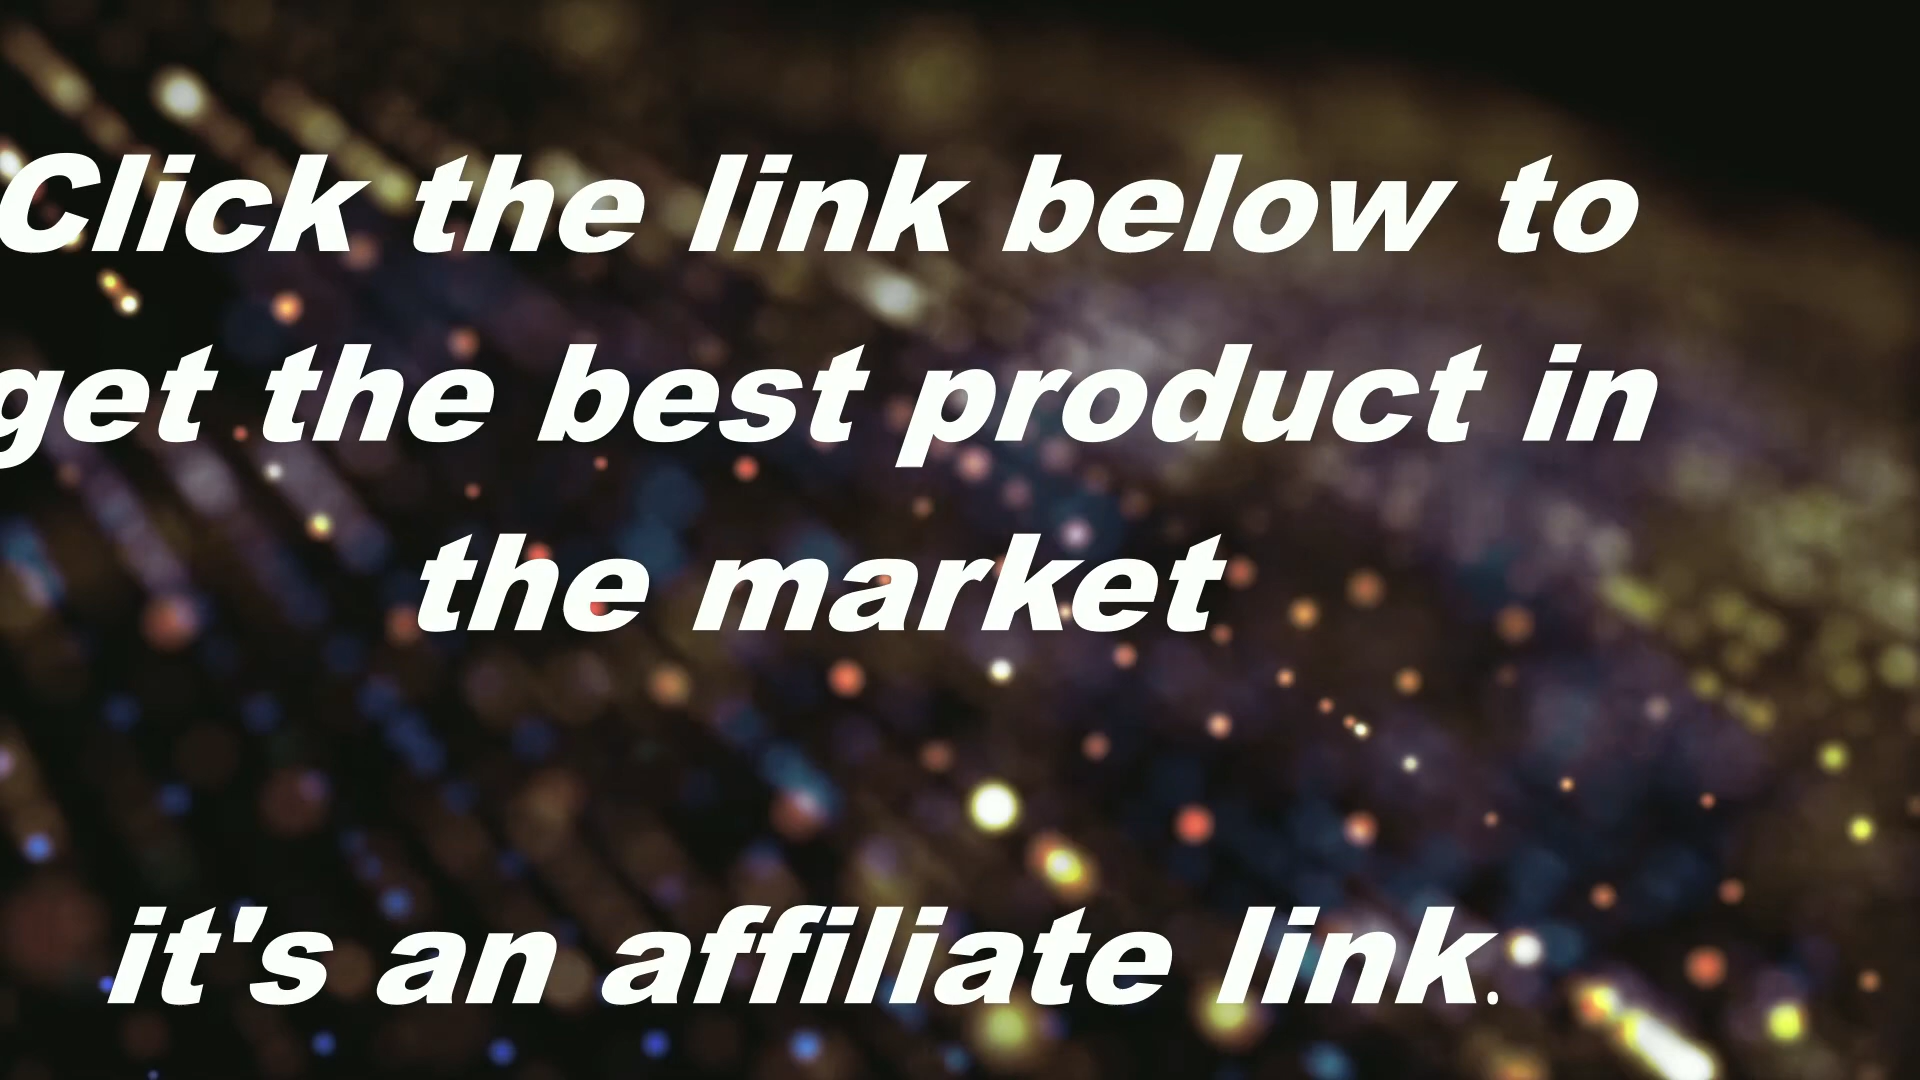 Click the link below to
get the best product in
the market
it's an affiliate link.